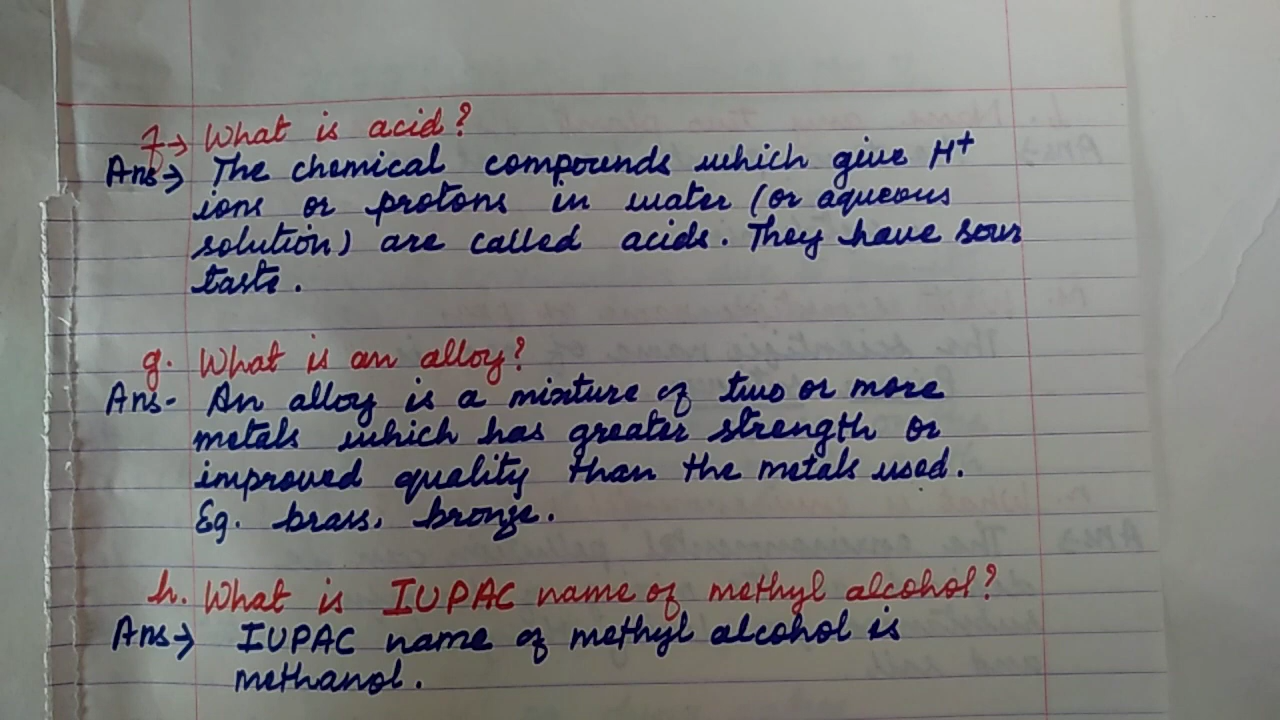 f→ What is acid?
Ans→ The chemical compounds which give H+
ions or protons in water (or aqueous
solution) are called acids. They have sour
taste.
g. What is an alloy?
Ans- An alloy is a mixture of two or more
metals which has greater strength or
improved quality than the metals used.
Eg. brass, bronze.
h. What is IUPAC name of methyl alcohol?
Ans→ IUPAC name of methyl alcohol is
methanol.